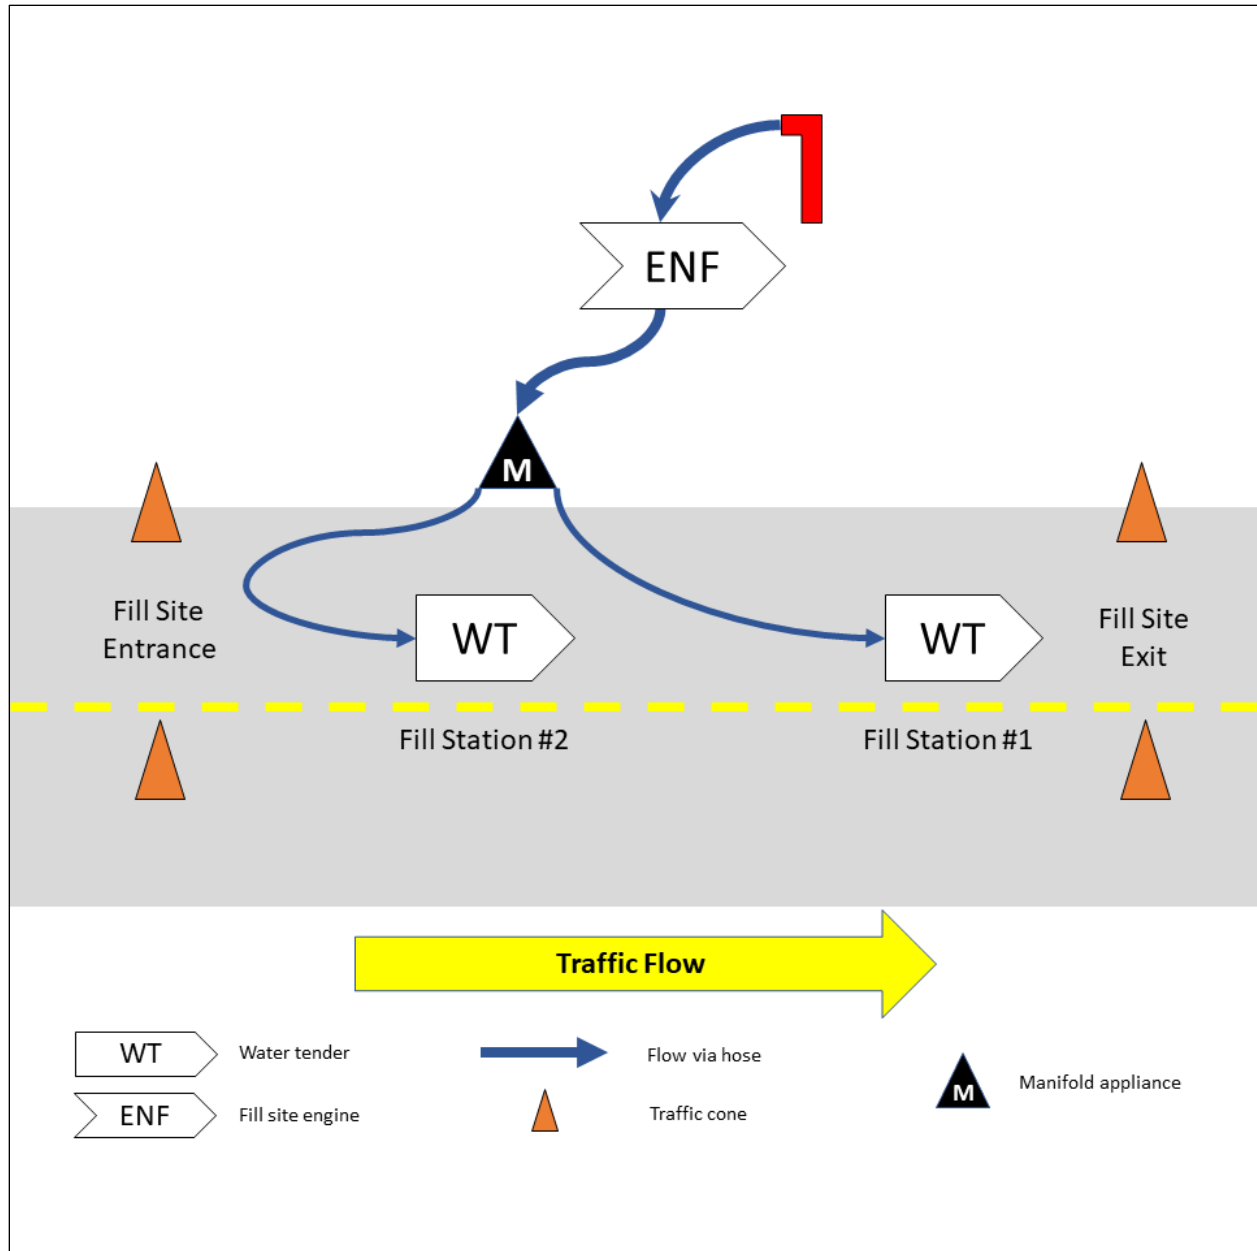 ENF
M
Fill Site
Entrance
WT
WT
Fill Site
Exit
Fill Station #2
Fill Station #1
Traffic Flow
WT
Water tender
Flow via hose
M
Manifold appliance
ENF
Fill site engine
Traffic cone